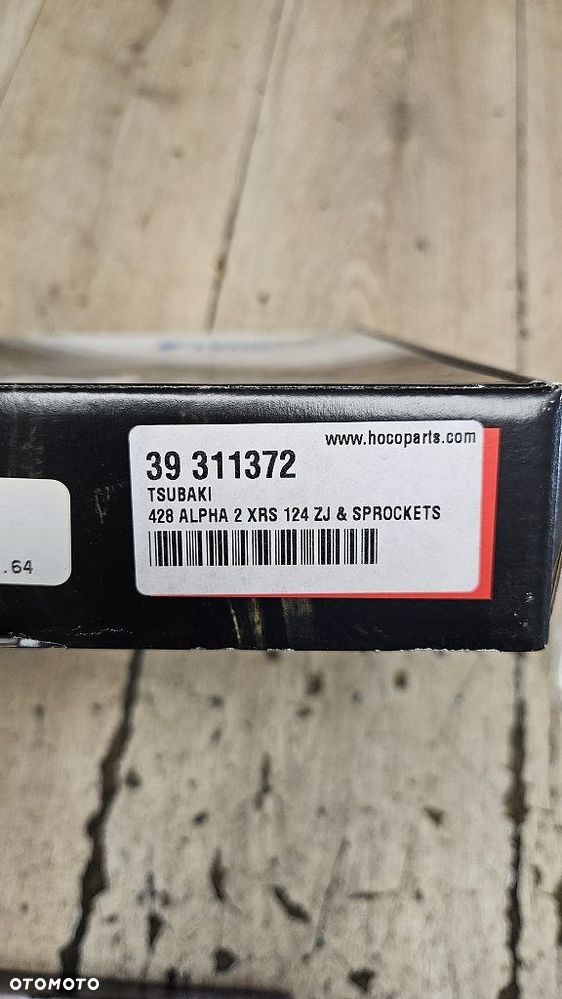 www.hocoparts.com
39 311372
TSUBAKI
428 ALPHA 2 XRS 124 ZJ & SPROCKETS
.64
OTOMOTO